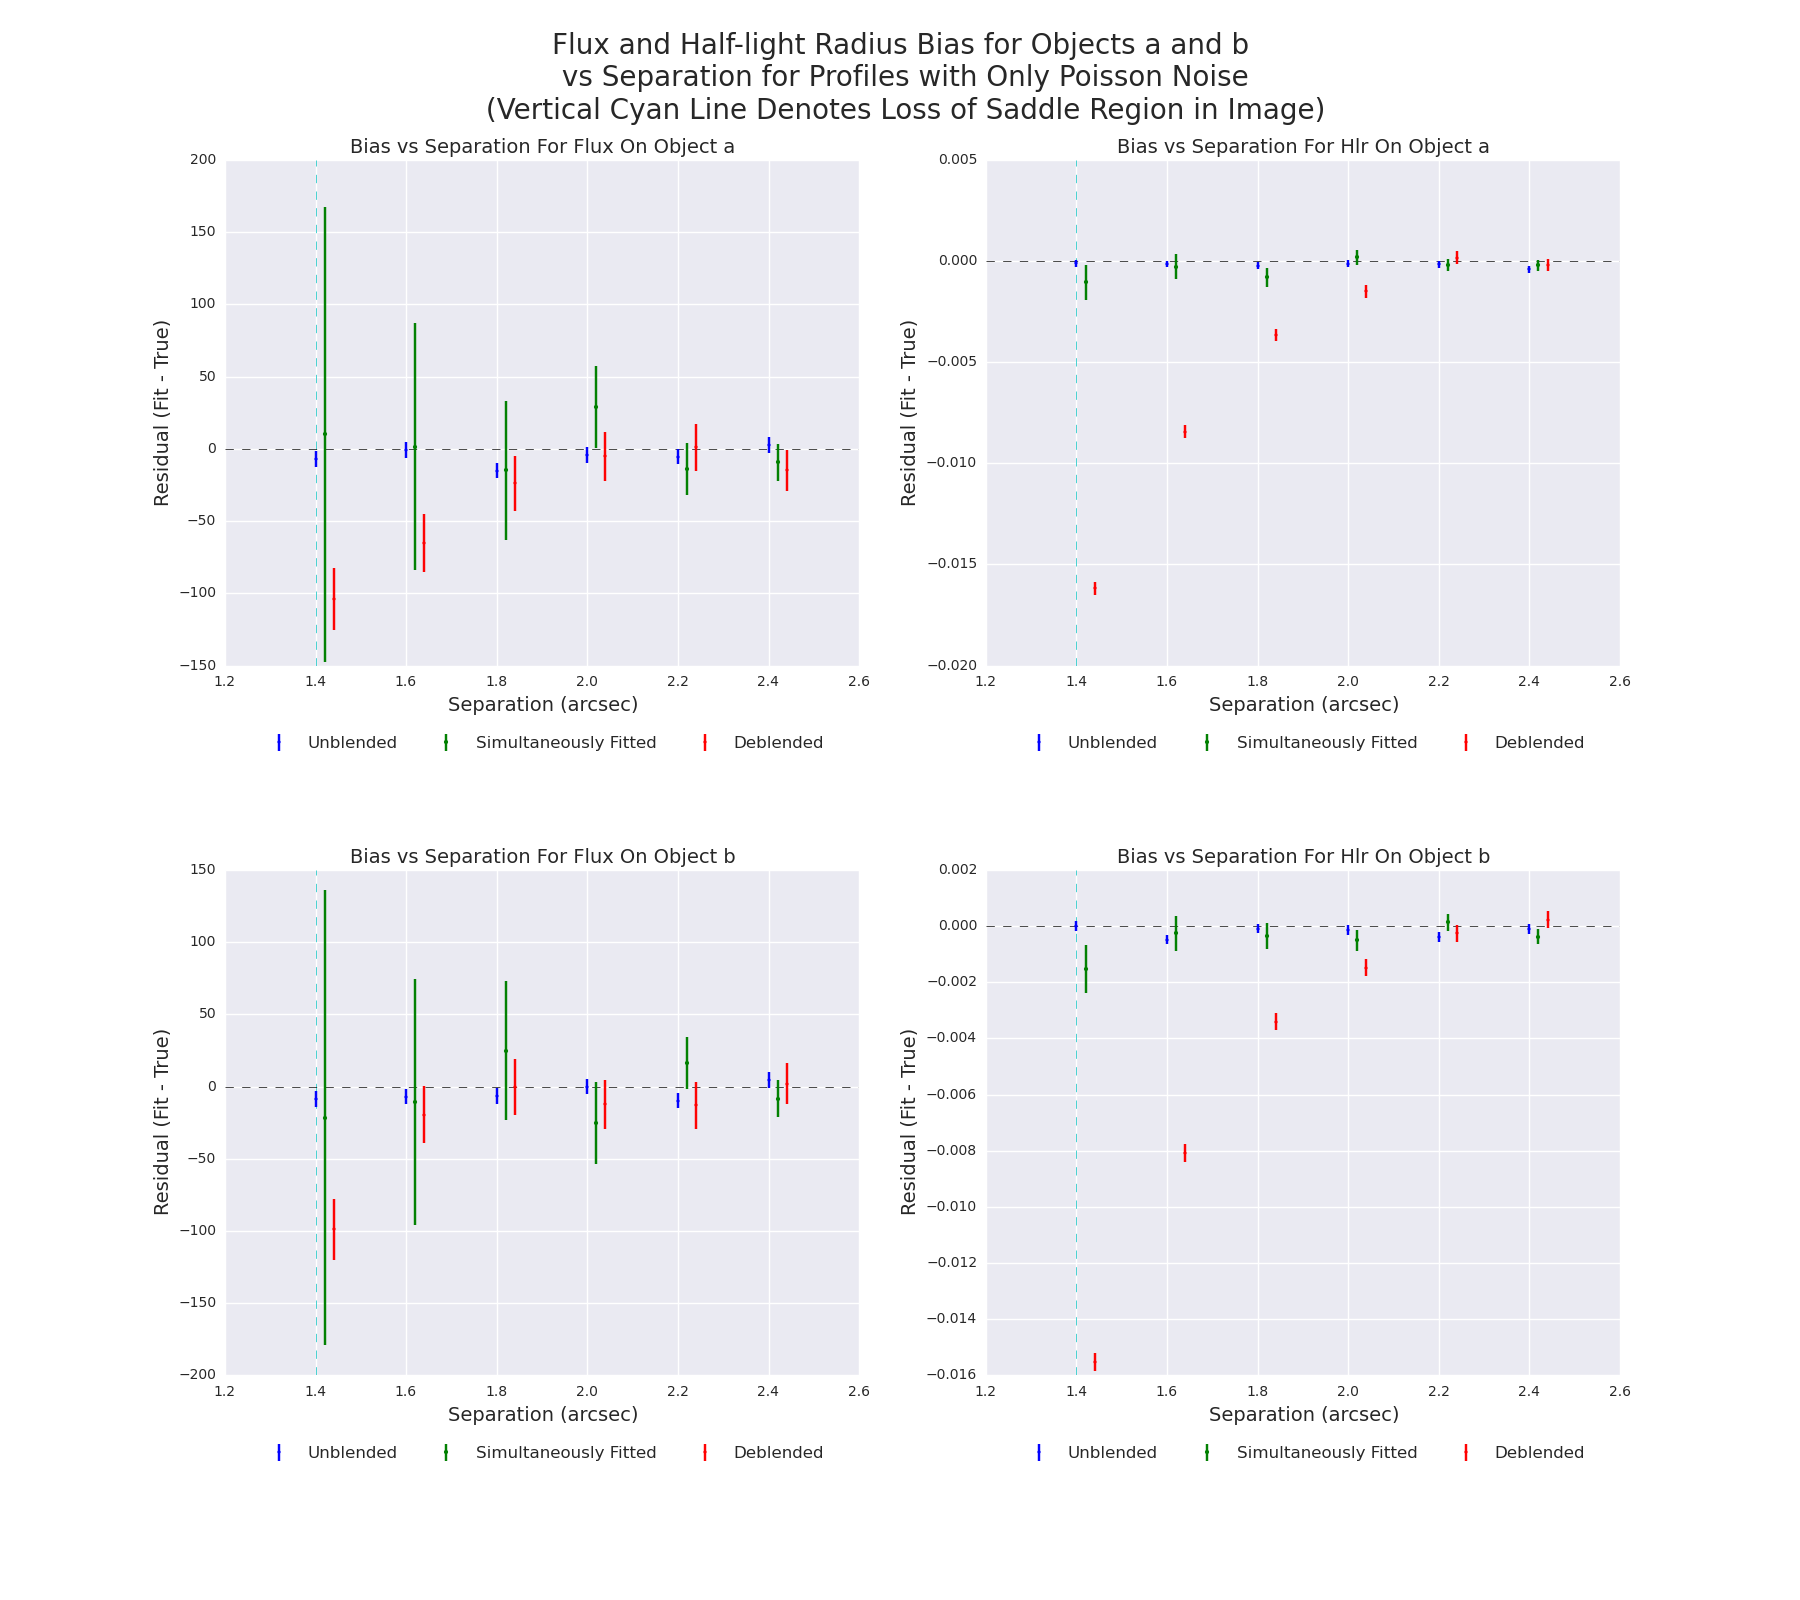 Flux and Half-light Radius Bias for Objects a and b
vs Separation for Profiles with Only Poisson Noise
(Vertical Cyan Line Denotes Loss of Saddle Region in Image)
Bias vs Separation For Flux On Object a
200
150
100
50
0
−50
−100
−150
Residual (Fit - True)
1.2 1.4 1.6 1.8 2.0 2.2 2.4 2.6
Separation (arcsec)
Unblended Simultaneously Fitted Deblended
Bias vs Separation For Hlr On Object a
0.005
0.000
−0.005
−0.010
−0.015
−0.020
Residual (Fit - True)
1.2 1.4 1.6 1.8 2.0 2.2 2.4 2.6
Separation (arcsec)
Unblended Simultaneously Fitted Deblended
Bias vs Separation For Flux On Object b
150
100
50
0
−50
−100
−150
−200
Residual (Fit - True)
1.2 1.4 1.6 1.8 2.0 2.2 2.4 2.6
Separation (arcsec)
Unblended Simultaneously Fitted Deblended
Bias vs Separation For Hlr On Object b
0.002
0.000
−0.002
−0.004
−0.006
−0.008
−0.010
−0.012
−0.014
−0.016
Residual (Fit - True)
1.2 1.4 1.6 1.8 2.0 2.2 2.4 2.6
Separation (arcsec)
Unblended Simultaneously Fitted Deblended